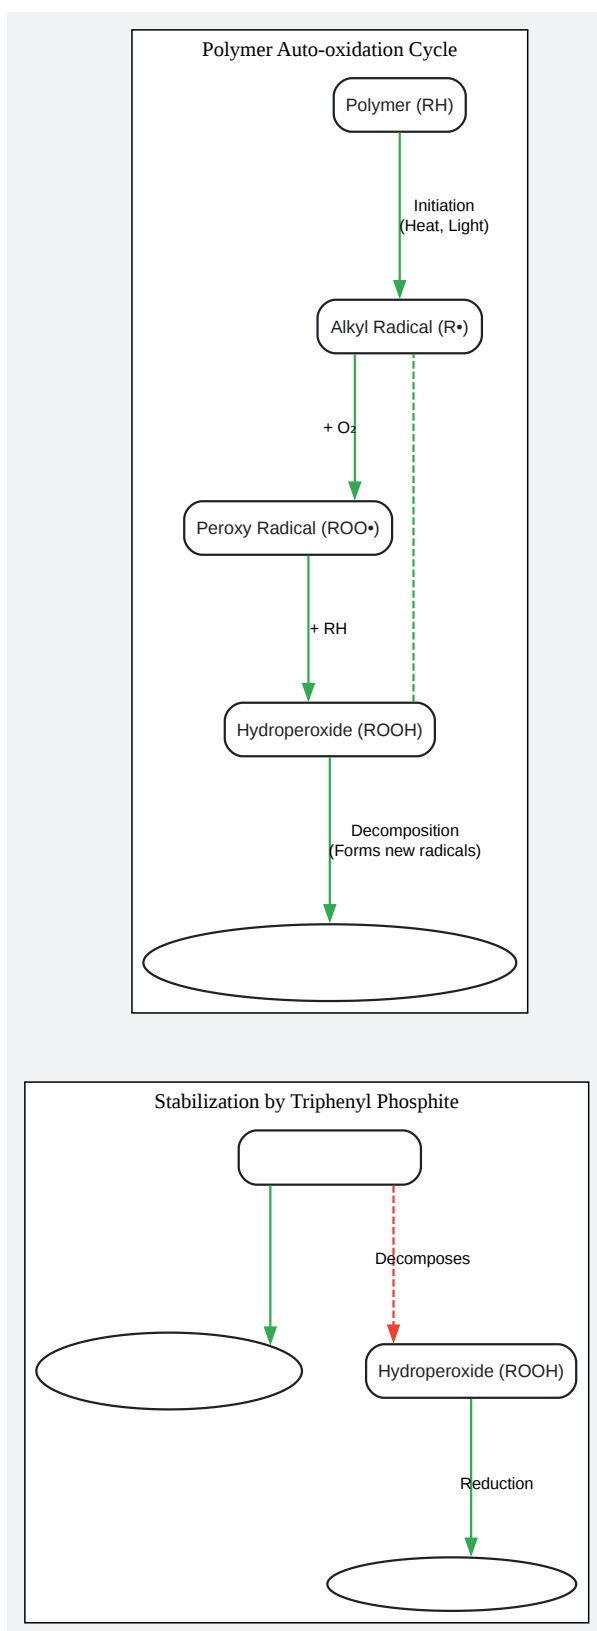 Polymer Auto-oxidation Cycle
Polymer (RH)
Initiation
(Heat, Light)
Alkyl Radical (R•)
+ O₂
Peroxy Radical (ROO•)
+ RH
Hydroperoxide (ROOH)
Decomposition
(Forms new radicals)
Stabilization by Triphenyl Phosphite
Decomposes
Hydroperoxide (ROOH)
Reduction